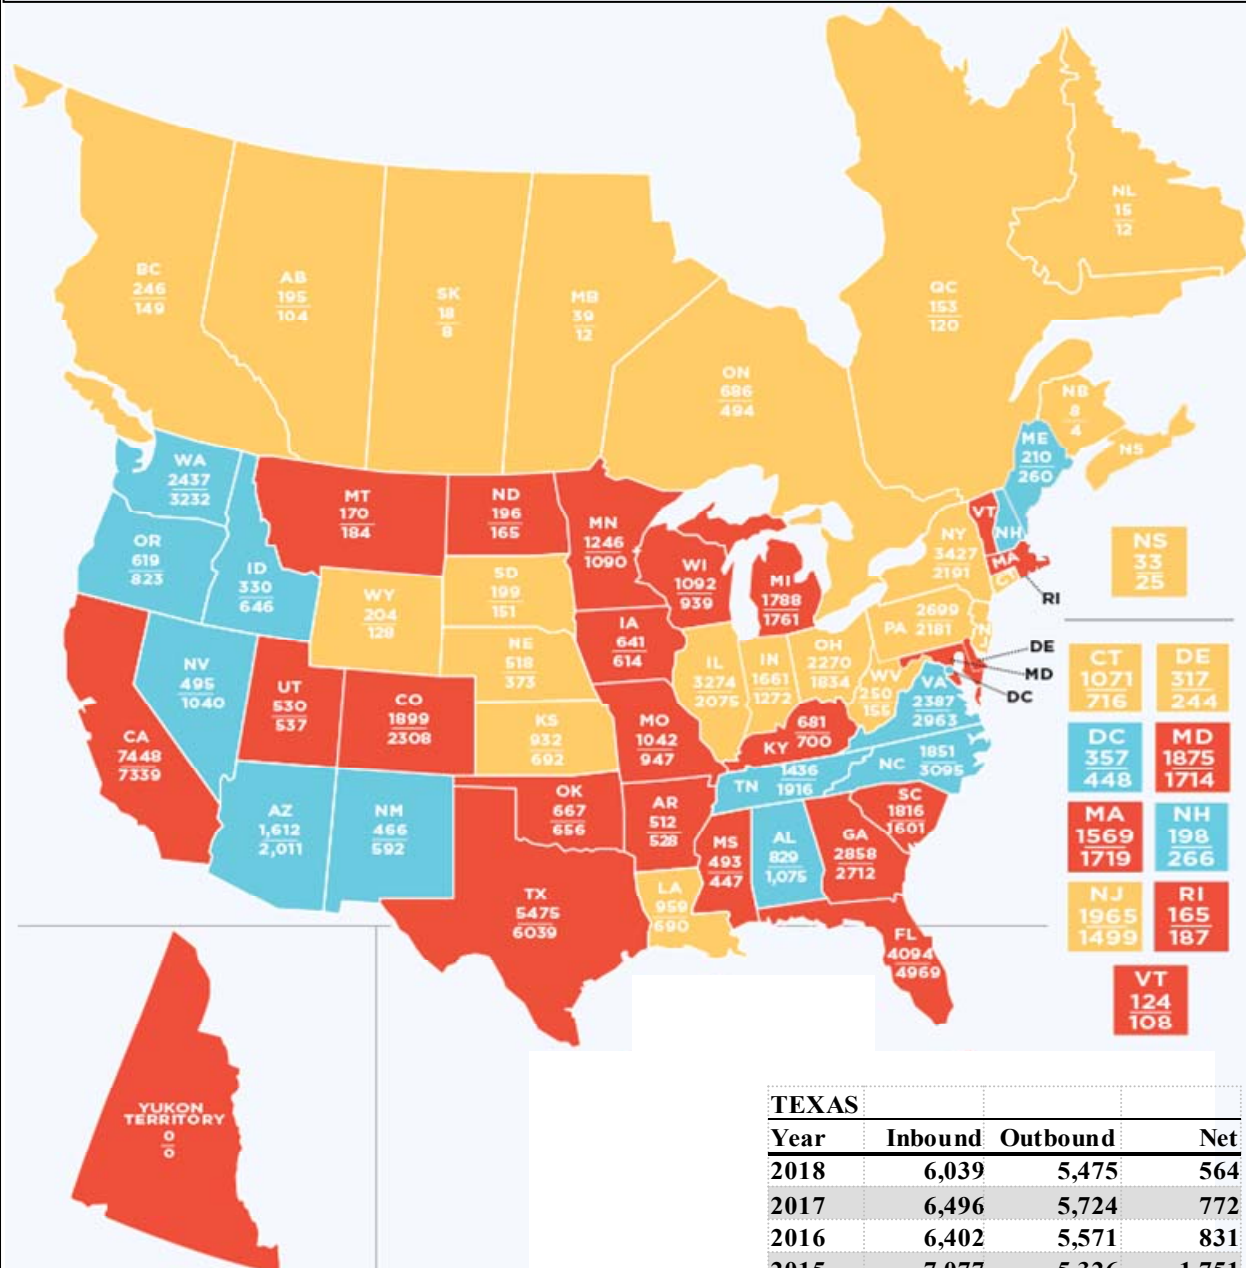 NL
15
12
BC
246
149
AB
195
104
SK
18
8
MB
39
12
QC
153
120
ON
686
494
NB
8
4
NS
ME
210
260
WA
2437
3232
MT
170
184
ND
196
165
MN
1246
1090
VT
NH
OR
619
823
ID
330
646
WY
204
128
SD
199
151
WI
1092
939
MI
1788
1761
NY
3427
2191
MA
CT
RI
NS
33
25
IA
641
614
NE
518
373
PA
2699
2181
NJ
DE
MD
DC
NV
495
1040
UT
530
537
CO
1899
2308
KS
932
692
IL
3274
2075
IN
1661
1272
OH
2270
1834
WV
250
155
VA
2387
2963
CT
1071
716
DE
317
244
CA
7448
7339
MO
1042
947
KY
681
700
DC
357
448
MD
1875
1714
TN
1436
1916
NC
1851
3095
AZ
1,612
2,011
NM
466
592
OK
667
656
AR
512
528
MS
493
447
AL
829
1,075
GA
2858
2712
SC
1816
1601
MA
1569
1719
NH
198
266
TX
5475
6039
LA
959
690
FL
4094
4969
NJ
1965
1499
RI
165
187
VT
124
108
YUKON
TERRITORY
0
0
TEXAS
Year Inbound Outbound Net
2018 6,039 5,475 564
2017 6,496 5,724 772
2016 6,402 5,571 831
2015 7,077 5,326 1,751